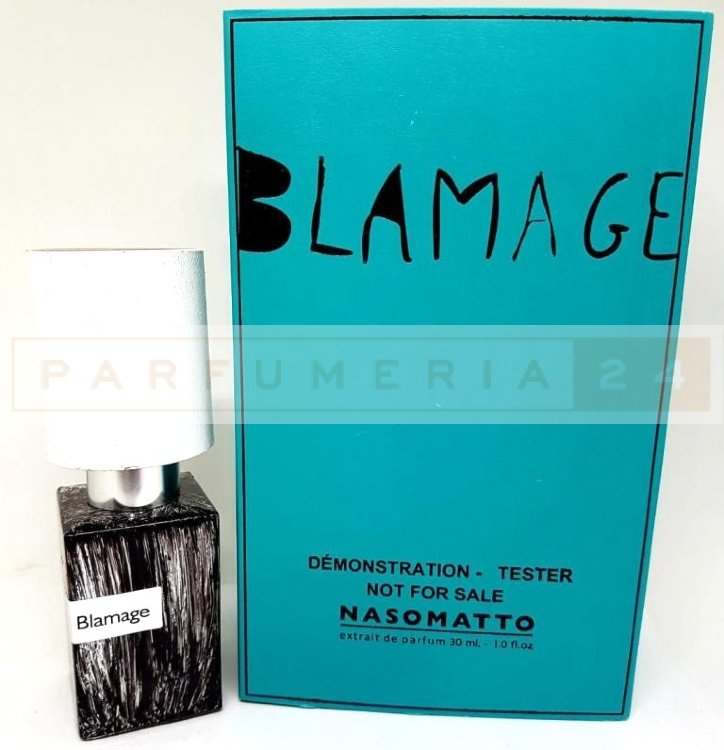 BLAMAGE
PARFUMERIA 24
DÉMONSTRATION - TESTER
NOT FOR SALE
NASOMATTO
extrait de parfum 30 ml. - 1.0 fl.oz
Blamage